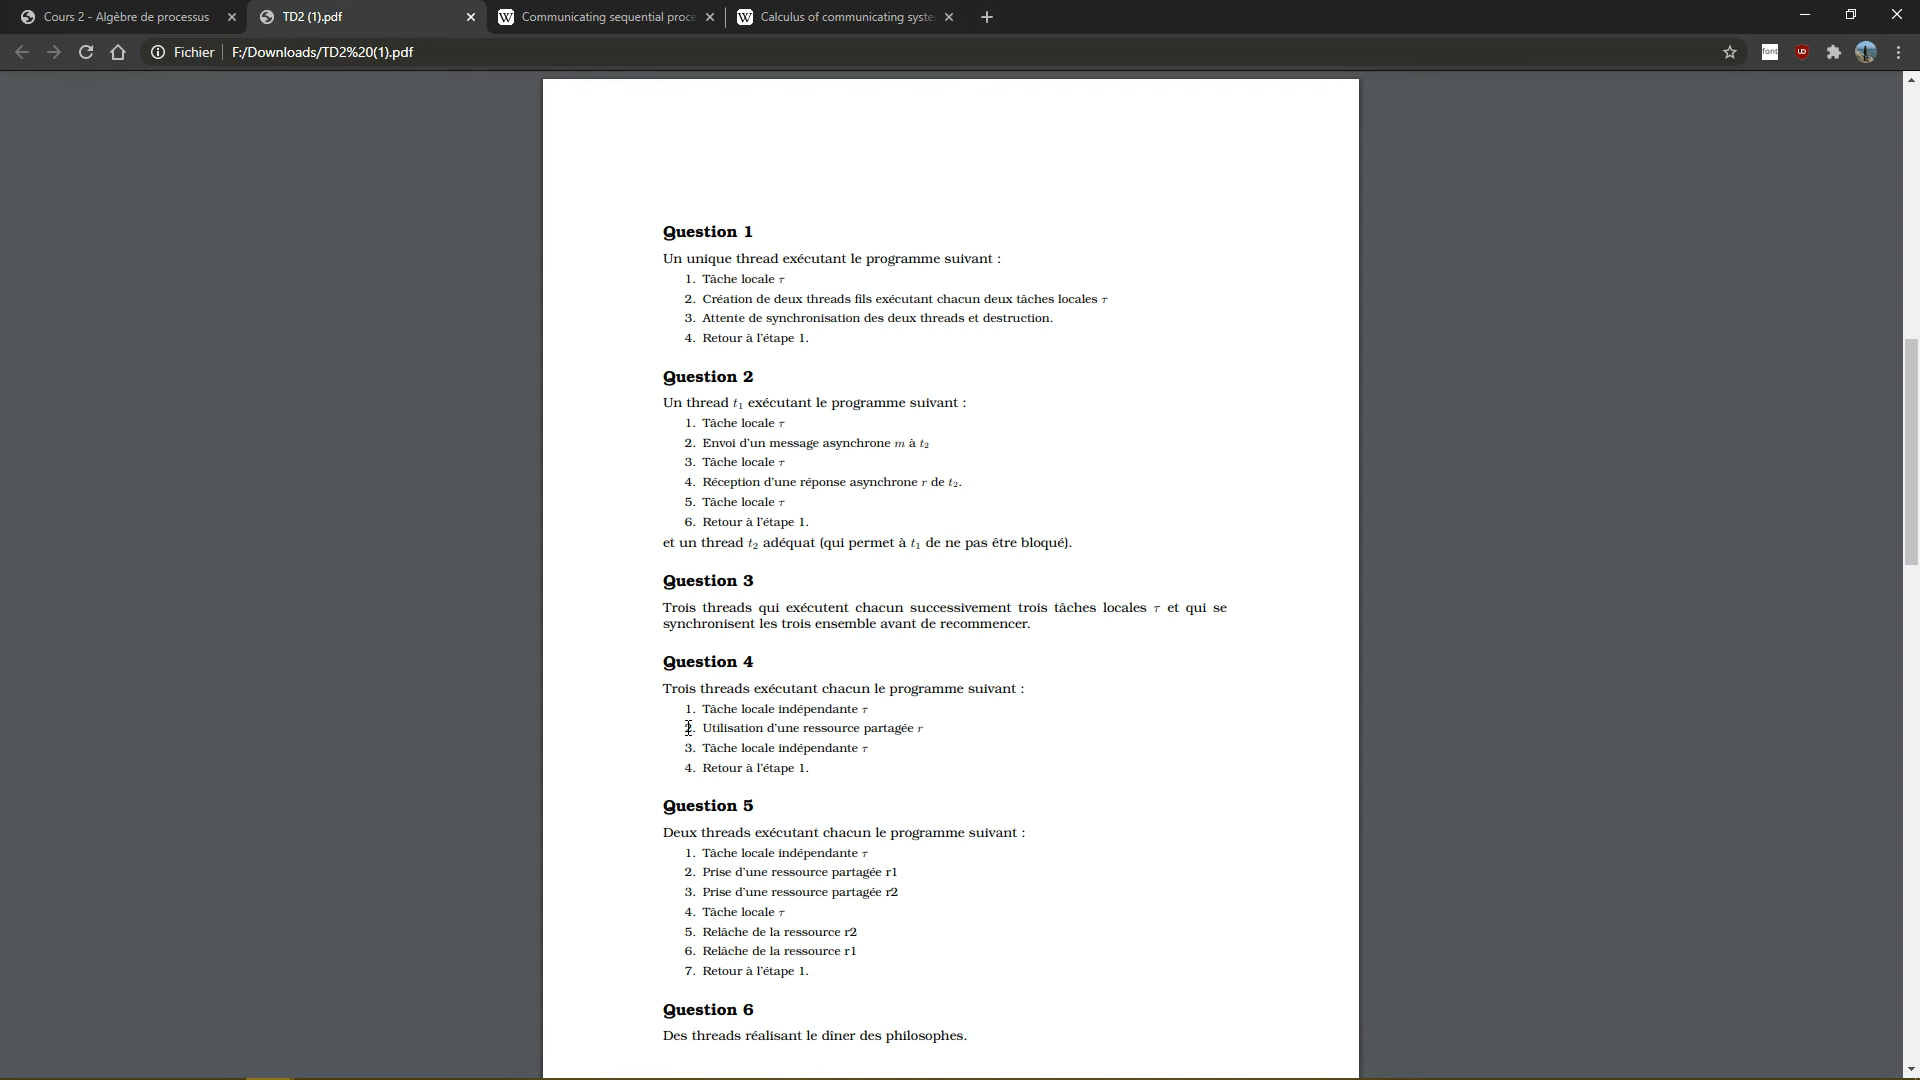 Cours 2 - Algèbre de processus
TD2 (1).pdf
Communicating sequential proce
Calculus of communicating syste
Fichier
F:/Downloads/TD2%20(1).pdf
font
Question 1
Un unique thread exécutant le programme suivant :
1. Tâche locale τ
2. Création de deux threads fils exécutant chacun deux tâches locales τ
3. Attente de synchronisation des deux threads et destruction.
4. Retour à l'étape 1.
Question 2
Un thread t₁ exécutant le programme suivant :
1. Tâche locale τ
2. Envoi d'un message asynchrone m à t₂
3. Tâche locale τ
4. Réception d'une réponse asynchrone r de t₂.
5. Tâche locale τ
6. Retour à l'étape 1.
et un thread t₂ adéquat (qui permet à t₁ de ne pas être bloqué).
Question 3
Trois threads qui exécutent chacun successivement trois tâches locales τ et qui se
synchronisent les trois ensemble avant de recommencer.
Question 4
Trois threads exécutant chacun le programme suivant :
1. Tâche locale indépendante τ
2. Utilisation d'une ressource partagée r
3. Tâche locale indépendante τ
4. Retour à l'étape 1.
Question 5
Deux threads exécutant chacun le programme suivant :
1. Tâche locale indépendante τ
2. Prise d'une ressource partagée r1
3. Prise d'une ressource partagée r2
4. Tâche locale τ
5. Relâche de la ressource r2
6. Relâche de la ressource r1
7. Retour à l'étape 1.
Question 6
Des threads réalisant le dîner des philosophes.